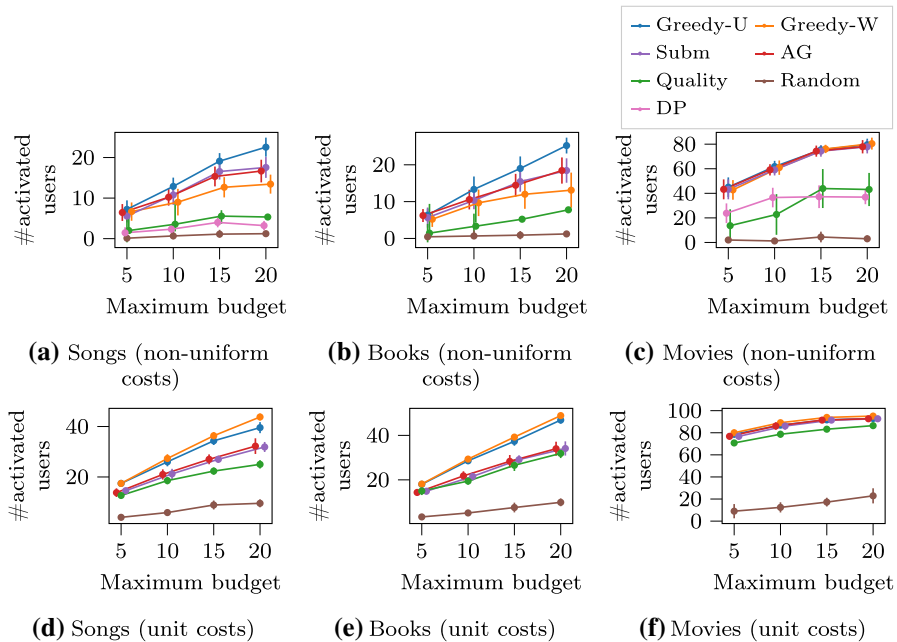 Greedy-U Greedy-W
Subm AG
Quality Random
DP
#activated
users
20
10
0
5 10 15 20
Maximum budget
(a) Songs (non-uniform
costs)
#activated
users
20
10
0
5 10 15 20
Maximum budget
(b) Books (non-uniform
costs)
#activated
users
80
60
40
20
0
5 10 15 20
Maximum budget
(c) Movies (non-uniform
costs)
#activated
users
40
20
5 10 15 20
Maximum budget
(d) Songs (unit costs)
#activated
users
40
20
5 10 15 20
Maximum budget
(e) Books (unit costs)
#activated
users
100
80
60
40
20
0
5 10 15 20
Maximum budget
(f) Movies (unit costs)